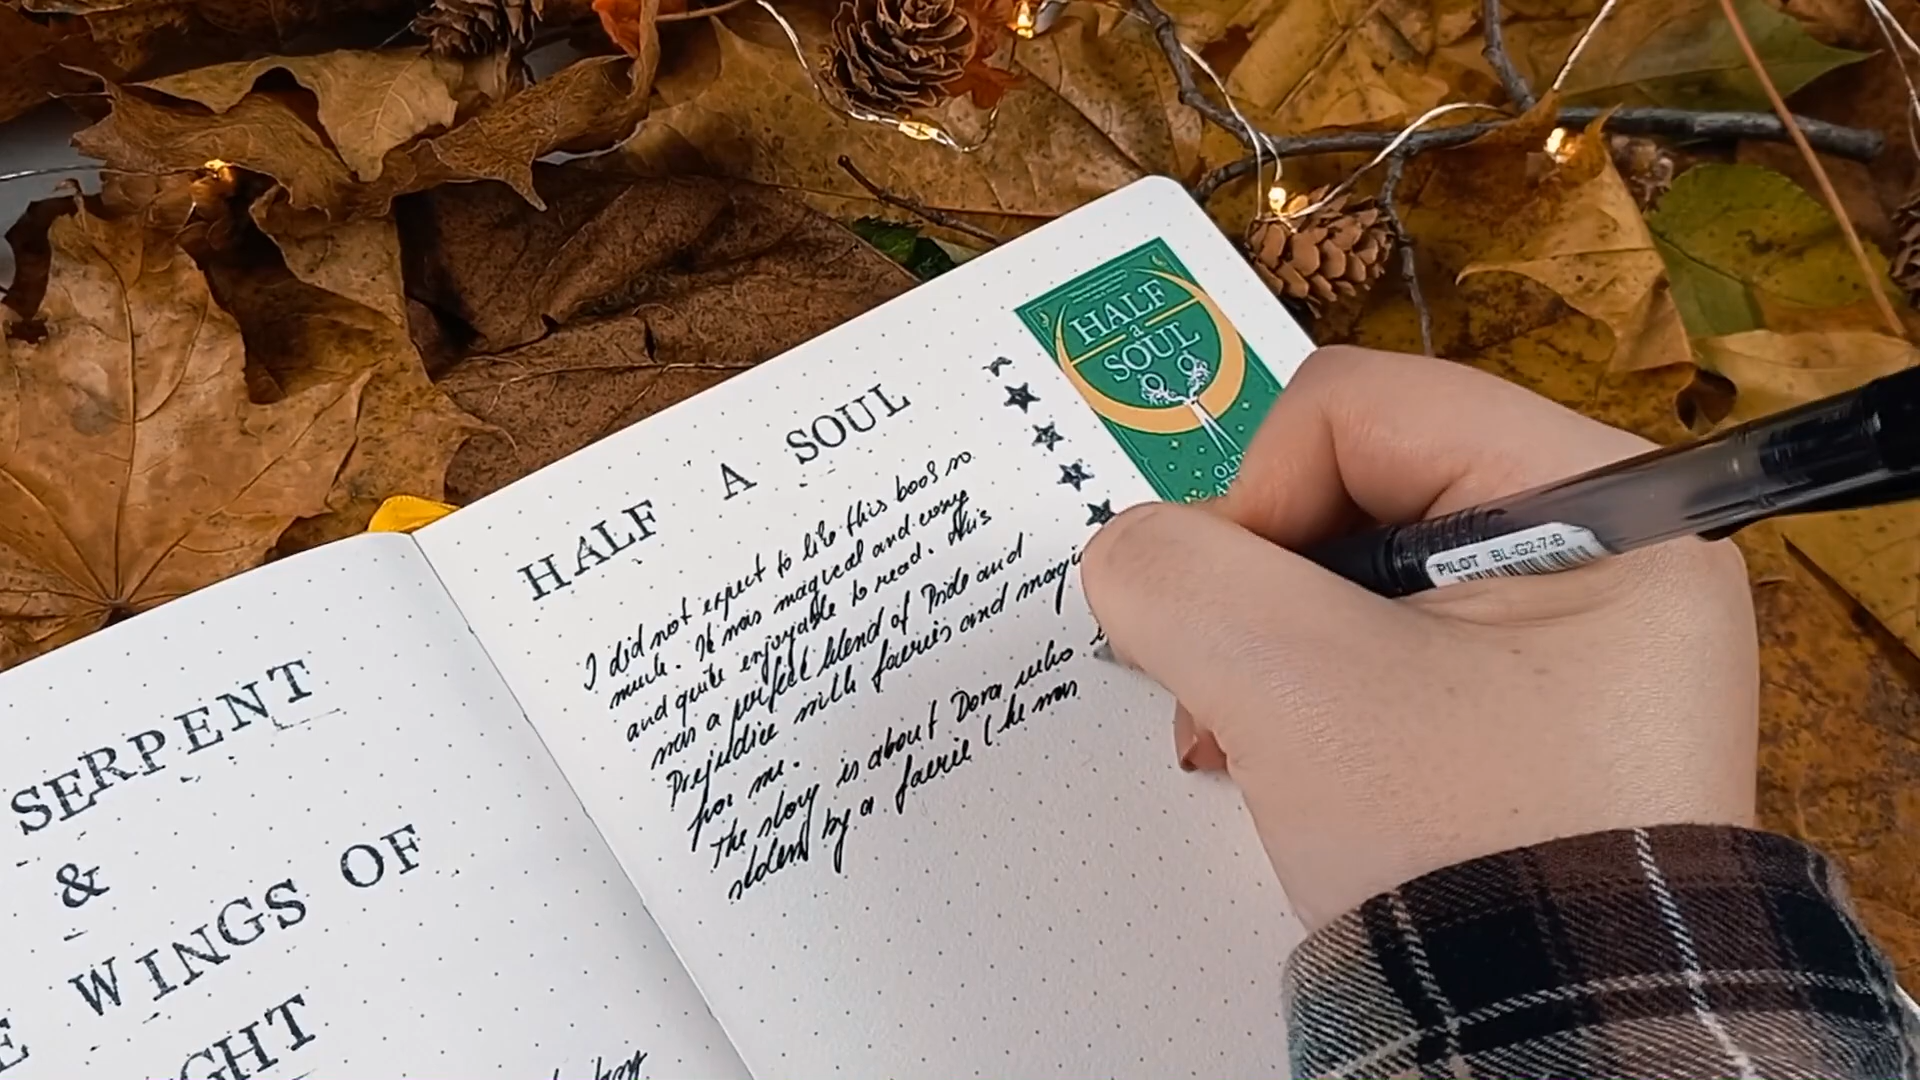 SERPENT
&
WINGS OF
GHT
HALF A SOUL
I did not expect to like this book so
much. It was magical and comy
and quite enjoyable to read. This
was a perfect blend of Pride and
Prejudice with faeries and magic
for me.
The story is about Dora who
stolen by a faerie (he was
HALF
a
SOUL
PILOT BL-G2-7-B